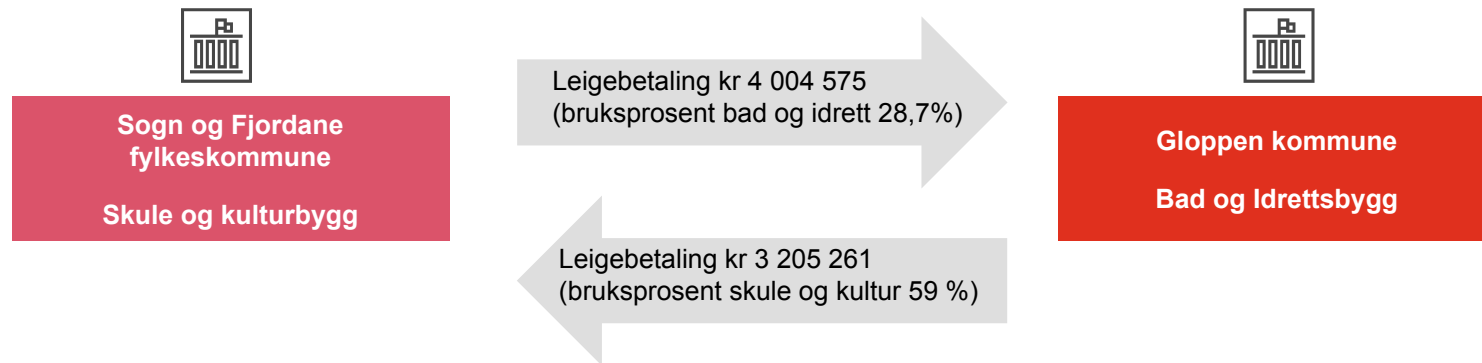 Sogn og Fjordane
fylkeskommune
Skule og kulturbygg
Leigebetaling kr 4 004 575
(bruksprosent bad og idrett 28,7%)
Gloppen kommune
Bad og Idrettsbygg
Leigebetaling kr 3 205 261
(bruksprosent skule og kultur 59 %)